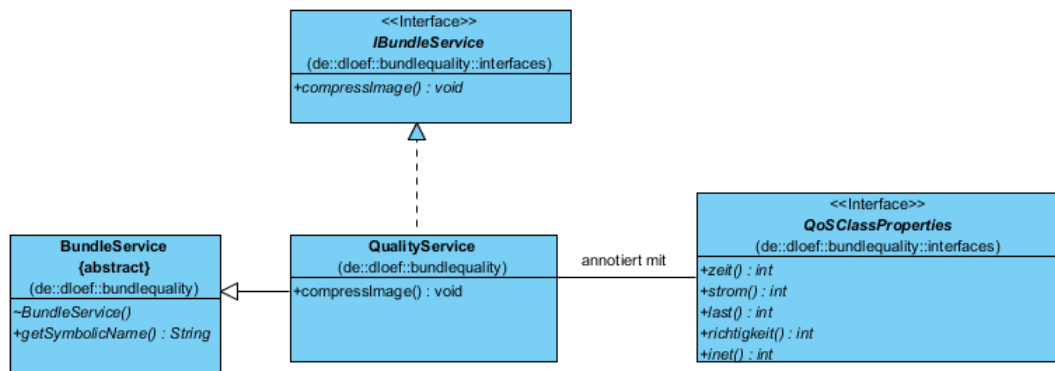 <<Interface>>
IBundleService
(de::dloef::bundlequality::interfaces)
+compressImage() : void
<<Interface>>
QoSClassProperties
(de::dloef::bundlequality::interfaces)
+zeit() : int
+strom() : int
+last() : int
+richtigkeit() : int
+inet() : int
BundleService
{abstract}
(de::dloef::bundlequality)
~BundleService()
+getSymbolicName() : String
QualityService
(de::dloef::bundlequality)
+compressImage() : void
annotiert mit